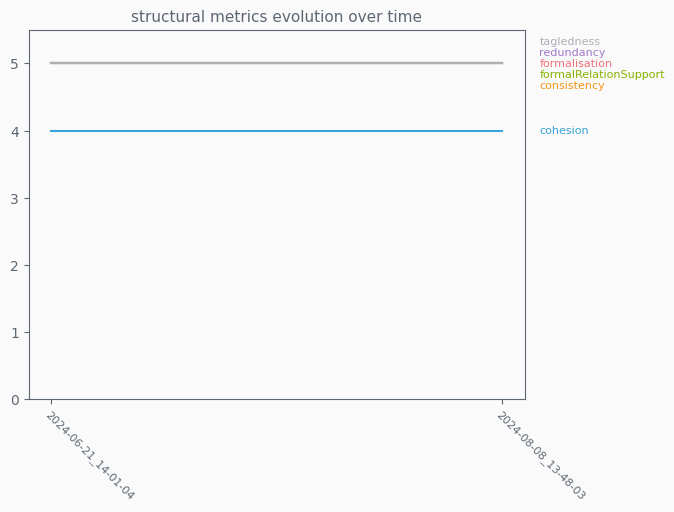 structural metrics evolution over time
tagledness
redundancy
formalisation
formalRelationSupport
consistency
cohesion
5
4
3
2
1
0
2024-06-21_14-01-04
2024-08-08_13-48-03